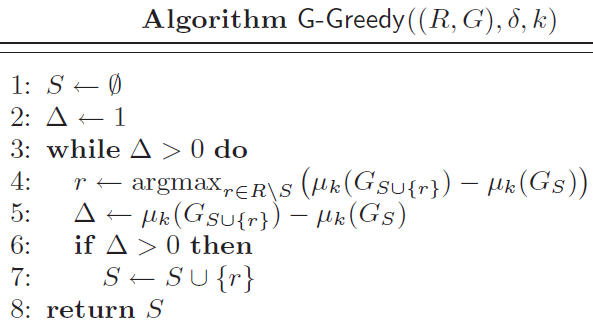 Algorithm G-Greedy((R, G), δ, k)
1: S ← ∅
2: Δ ← 1
3: while Δ > 0 do
4: r ← argmax_{r∈R\S} (μ_k(G_{S∪{r}}) − μ_k(G_S))
5: Δ ← μ_k(G_{S∪{r}}) − μ_k(G_S)
6: if Δ > 0 then
7: S ← S ∪ {r}
8: return S